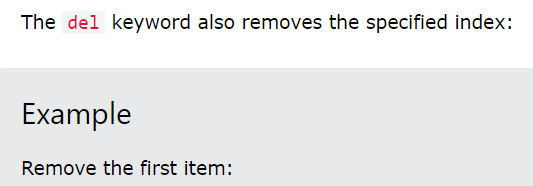 The del keyword also removes the specified index:
Example
Remove the first item: